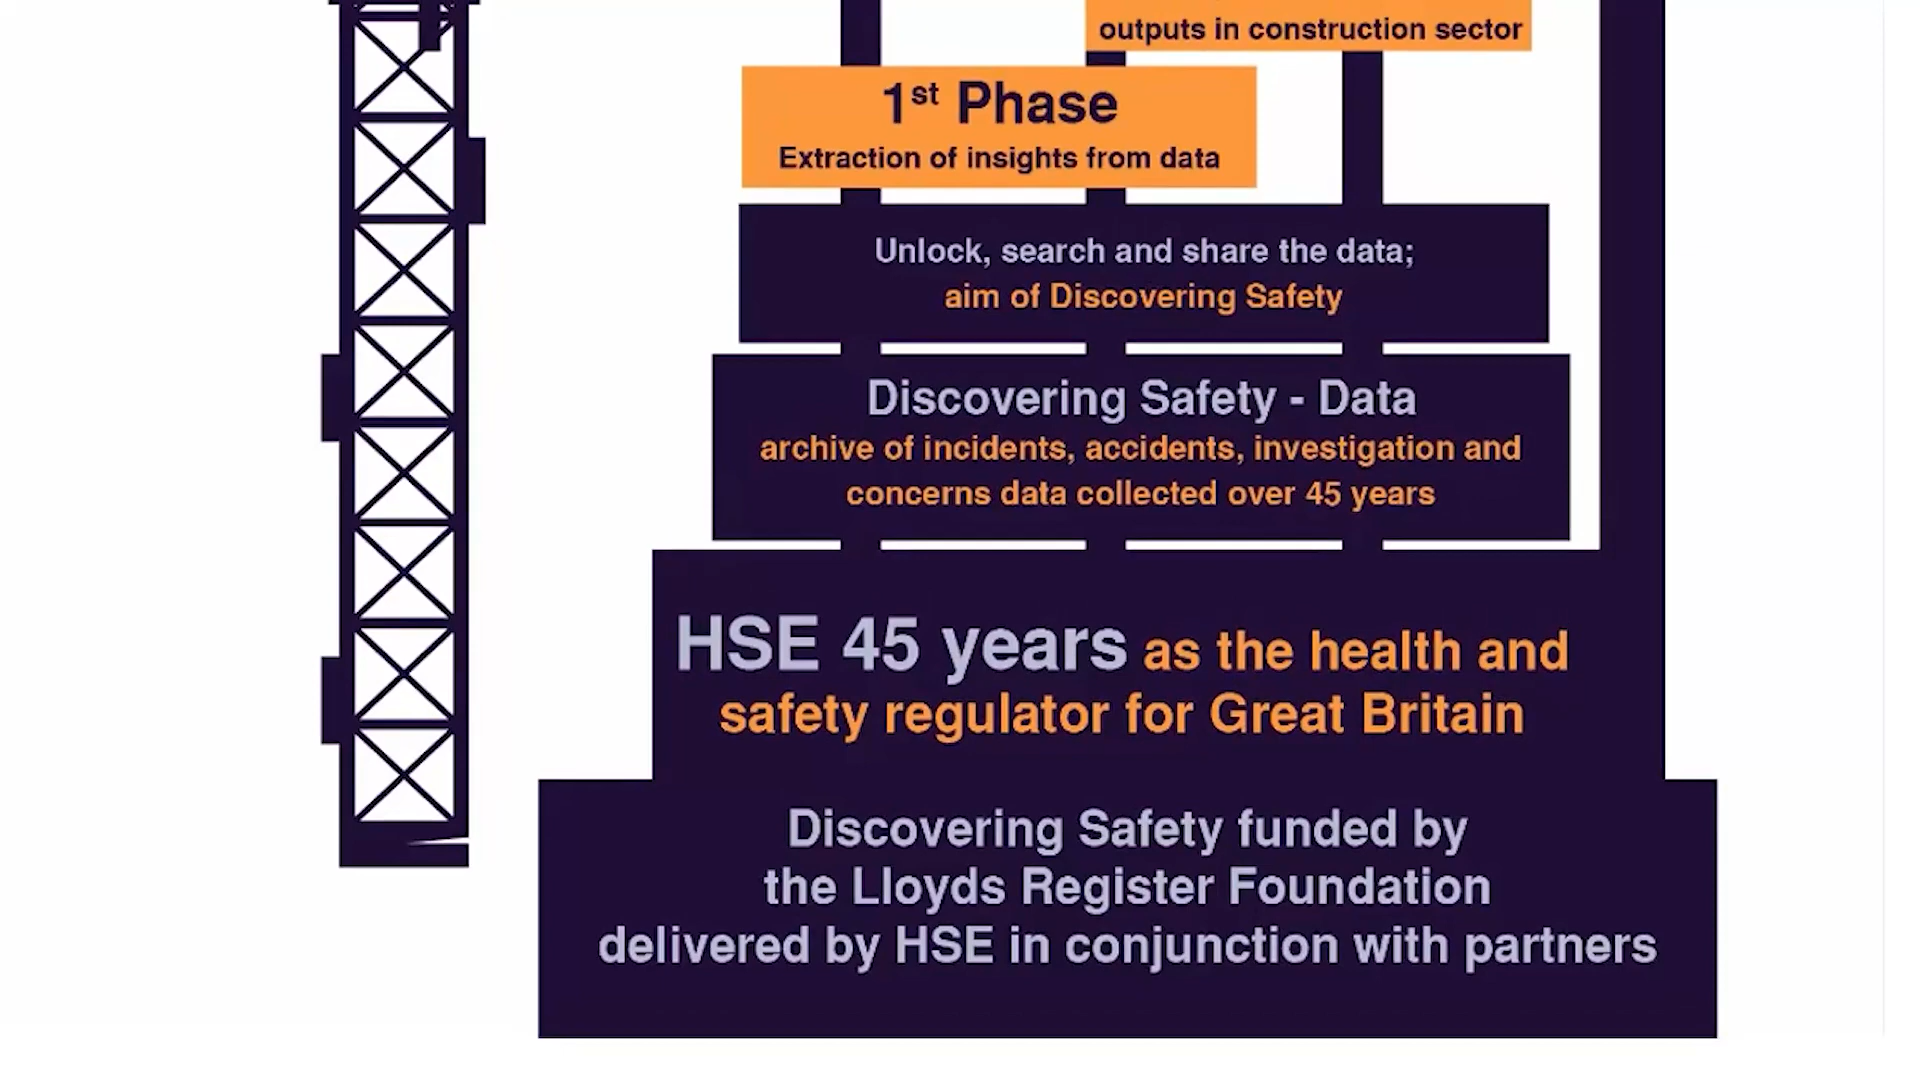 outputs in construction sector
1st Phase
Extraction of insights from data
Unlock, search and share the data;
aim of Discovering Safety
Discovering Safety - Data
archive of incidents, accidents, investigation and
concerns data collected over 45 years
HSE 45 years as the health and
safety regulator for Great Britain
Discovering Safety funded by
the Lloyds Register Foundation
delivered by HSE in conjunction with partners